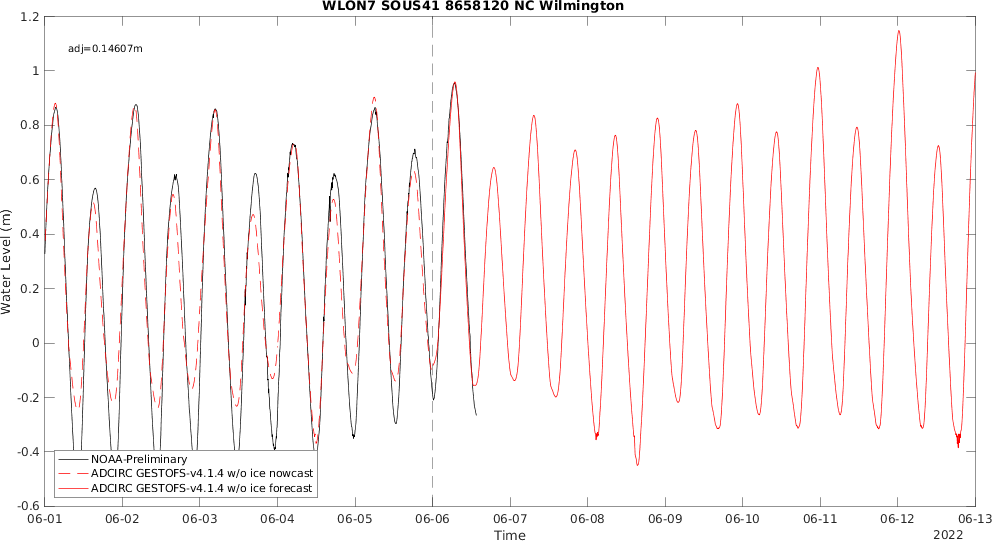 WLON7 SOUS41 8658120 NC Wilmington
adj=0.14607m
Water Level (m)
1.2
1
0.8
0.6
0.4
0.2
0
-0.2
-0.4
-0.6
NOAA-Preliminary
ADCIRC GESTOFS-v4.1.4 w/o ice nowcast
ADCIRC GESTOFS-v4.1.4 w/o ice forecast
06-01 06-02 06-03 06-04 06-05 06-06 06-07 06-08 06-09 06-10 06-11 06-12 06-13
Time
2022